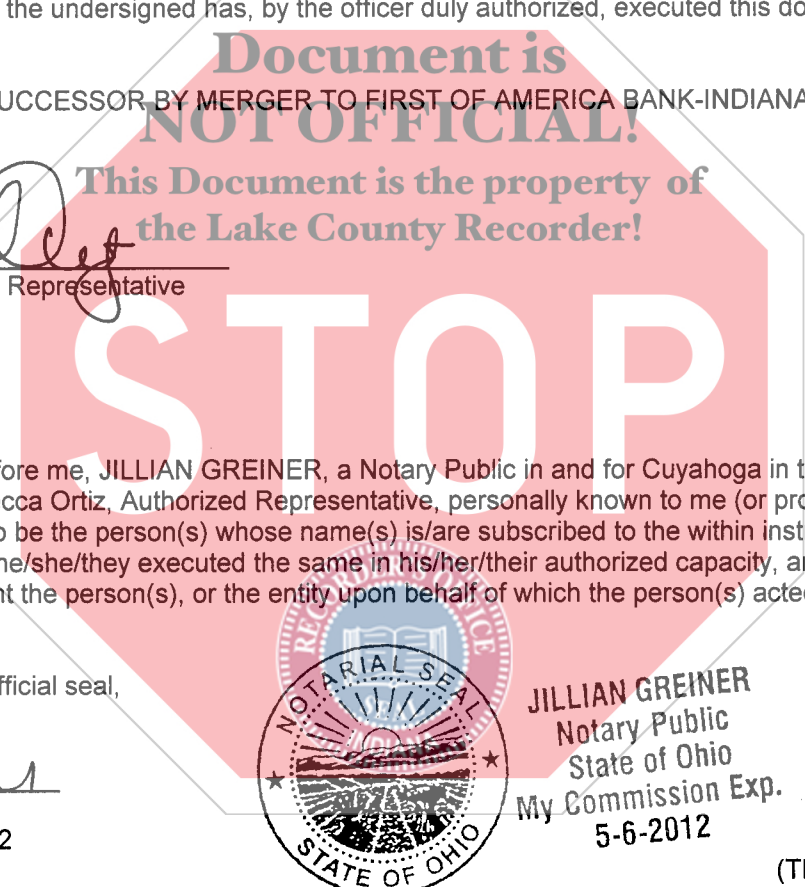 the undersigned has, by the officer duly authorized, executed this do
Document is
UCCESSOR BY MERGER TO FIRST OF AMERICA BANK-INDIANA
NOT OFFICIAL!
This Document is the property of
the Lake County Recorder!
Representative
STOP
fore me, JILLIAN GREINER, a Notary Public in and for Cuyahoga in t
cca Ortiz, Authorized Representative, personally known to me (or pro
o be the person(s) whose name(s) is/are subscribed to the within inst
he/she/they executed the same in his/her/their authorized capacity, a
nt the person(s), or the entity upon behalf of which the person(s) acte
RECORDER'S OFFICE
SEAL
INDIANA
fficial seal,
NOTARIAL SEAL
STATE OF OHIO
JILLIAN GREINER
Notary Public
State of Ohio
My Commission Exp.
5-6-2012
2
(T